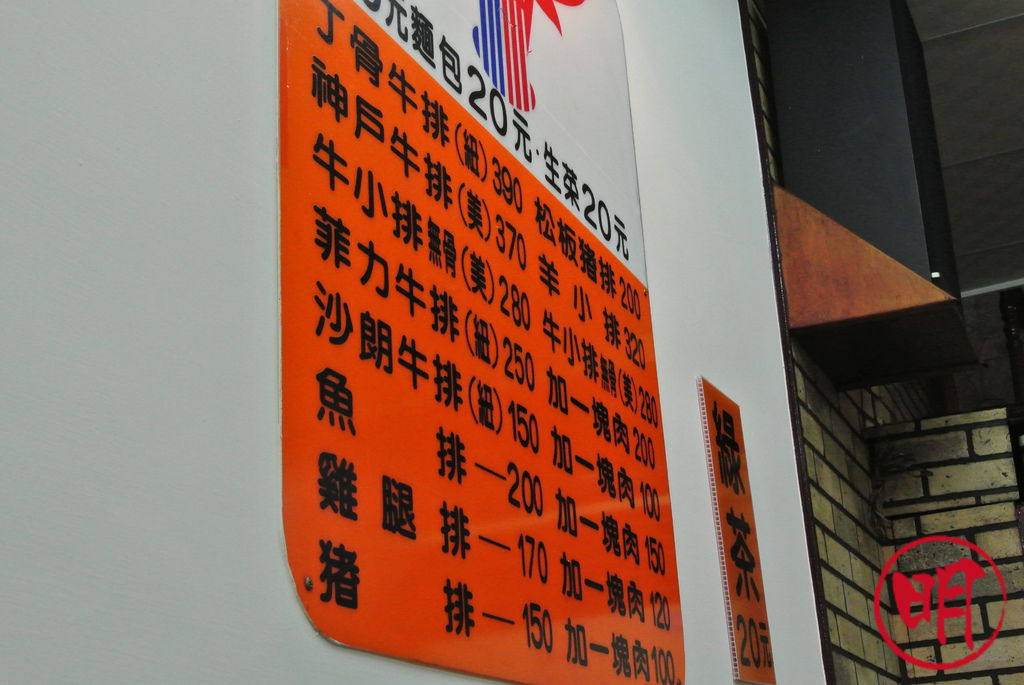 元麵包20元·生菜20元
丁骨牛排(紐)390 松板豬排200
神戶牛排(美)370 羊小排320
牛小排無骨(美)280 牛小排無骨(美)280
菲力牛排(紐)250 加一塊肉200
沙朗牛排(紐)150 加一塊肉100
魚排—200 加一塊肉150
雞腿排—170 加一塊肉120
豬排—150 加一塊肉100
綠茶20元
明